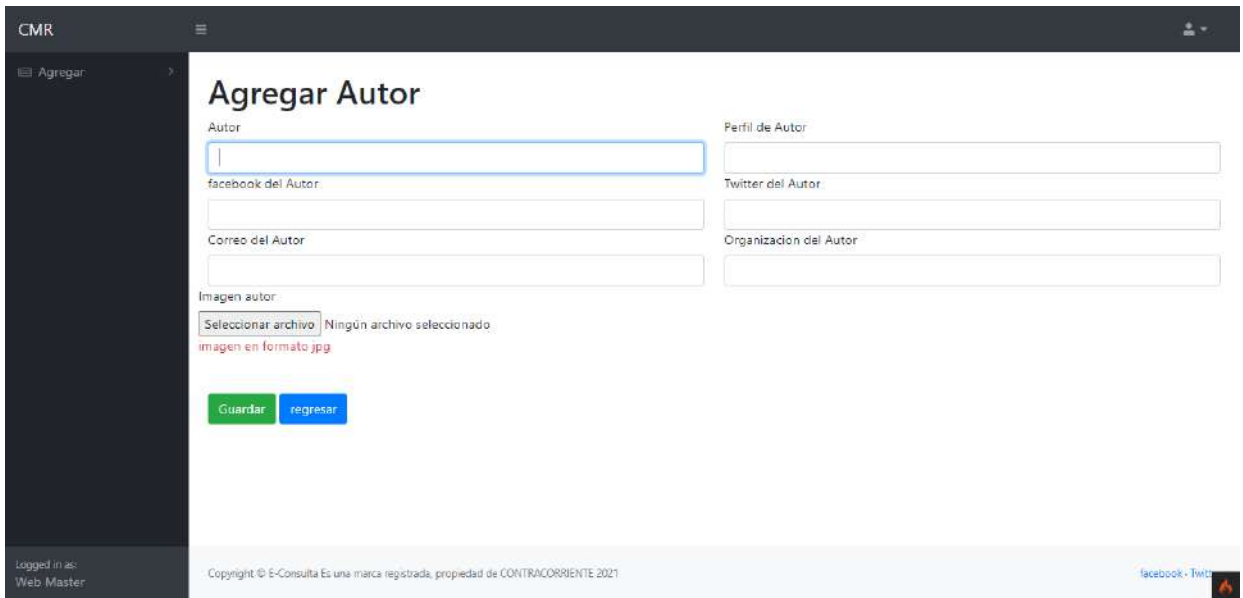 CMR
Agregar
Agregar Autor
Autor
Perfil de Autor
facebook del Autor
Twitter del Autor
Correo del Autor
Organizacion del Autor
Imagen autor
Seleccionar archivo Ningún archivo seleccionado
imagen en formato jpg
Guardar regresar
Logged in as:
Web Master
Copyright © E-Consulta Es una marca registrada, propiedad de CONTRACORRIENTE 2021
facebook - Twitt